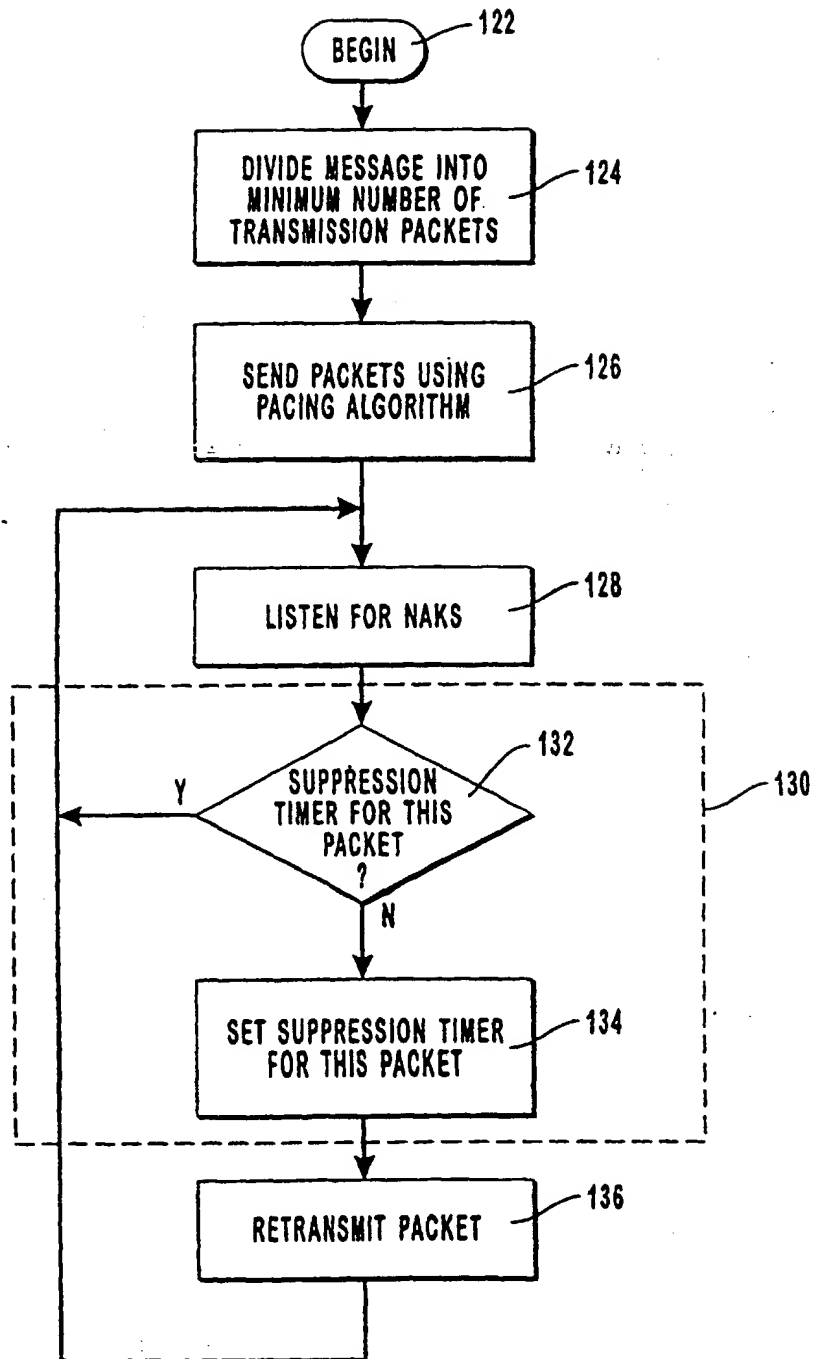 BEGIN
122
DIVIDE MESSAGE INTO
MINIMUM NUMBER OF
TRANSMISSION PACKETS
124
SEND PACKETS USING
PACING ALGORITHM
126
LISTEN FOR NAKS
128
130
SUPPRESSION
TIMER FOR THIS
PACKET
?
132
Y
N
SET SUPPRESSION TIMER
FOR THIS PACKET
134
RETRANSMIT PACKET
136